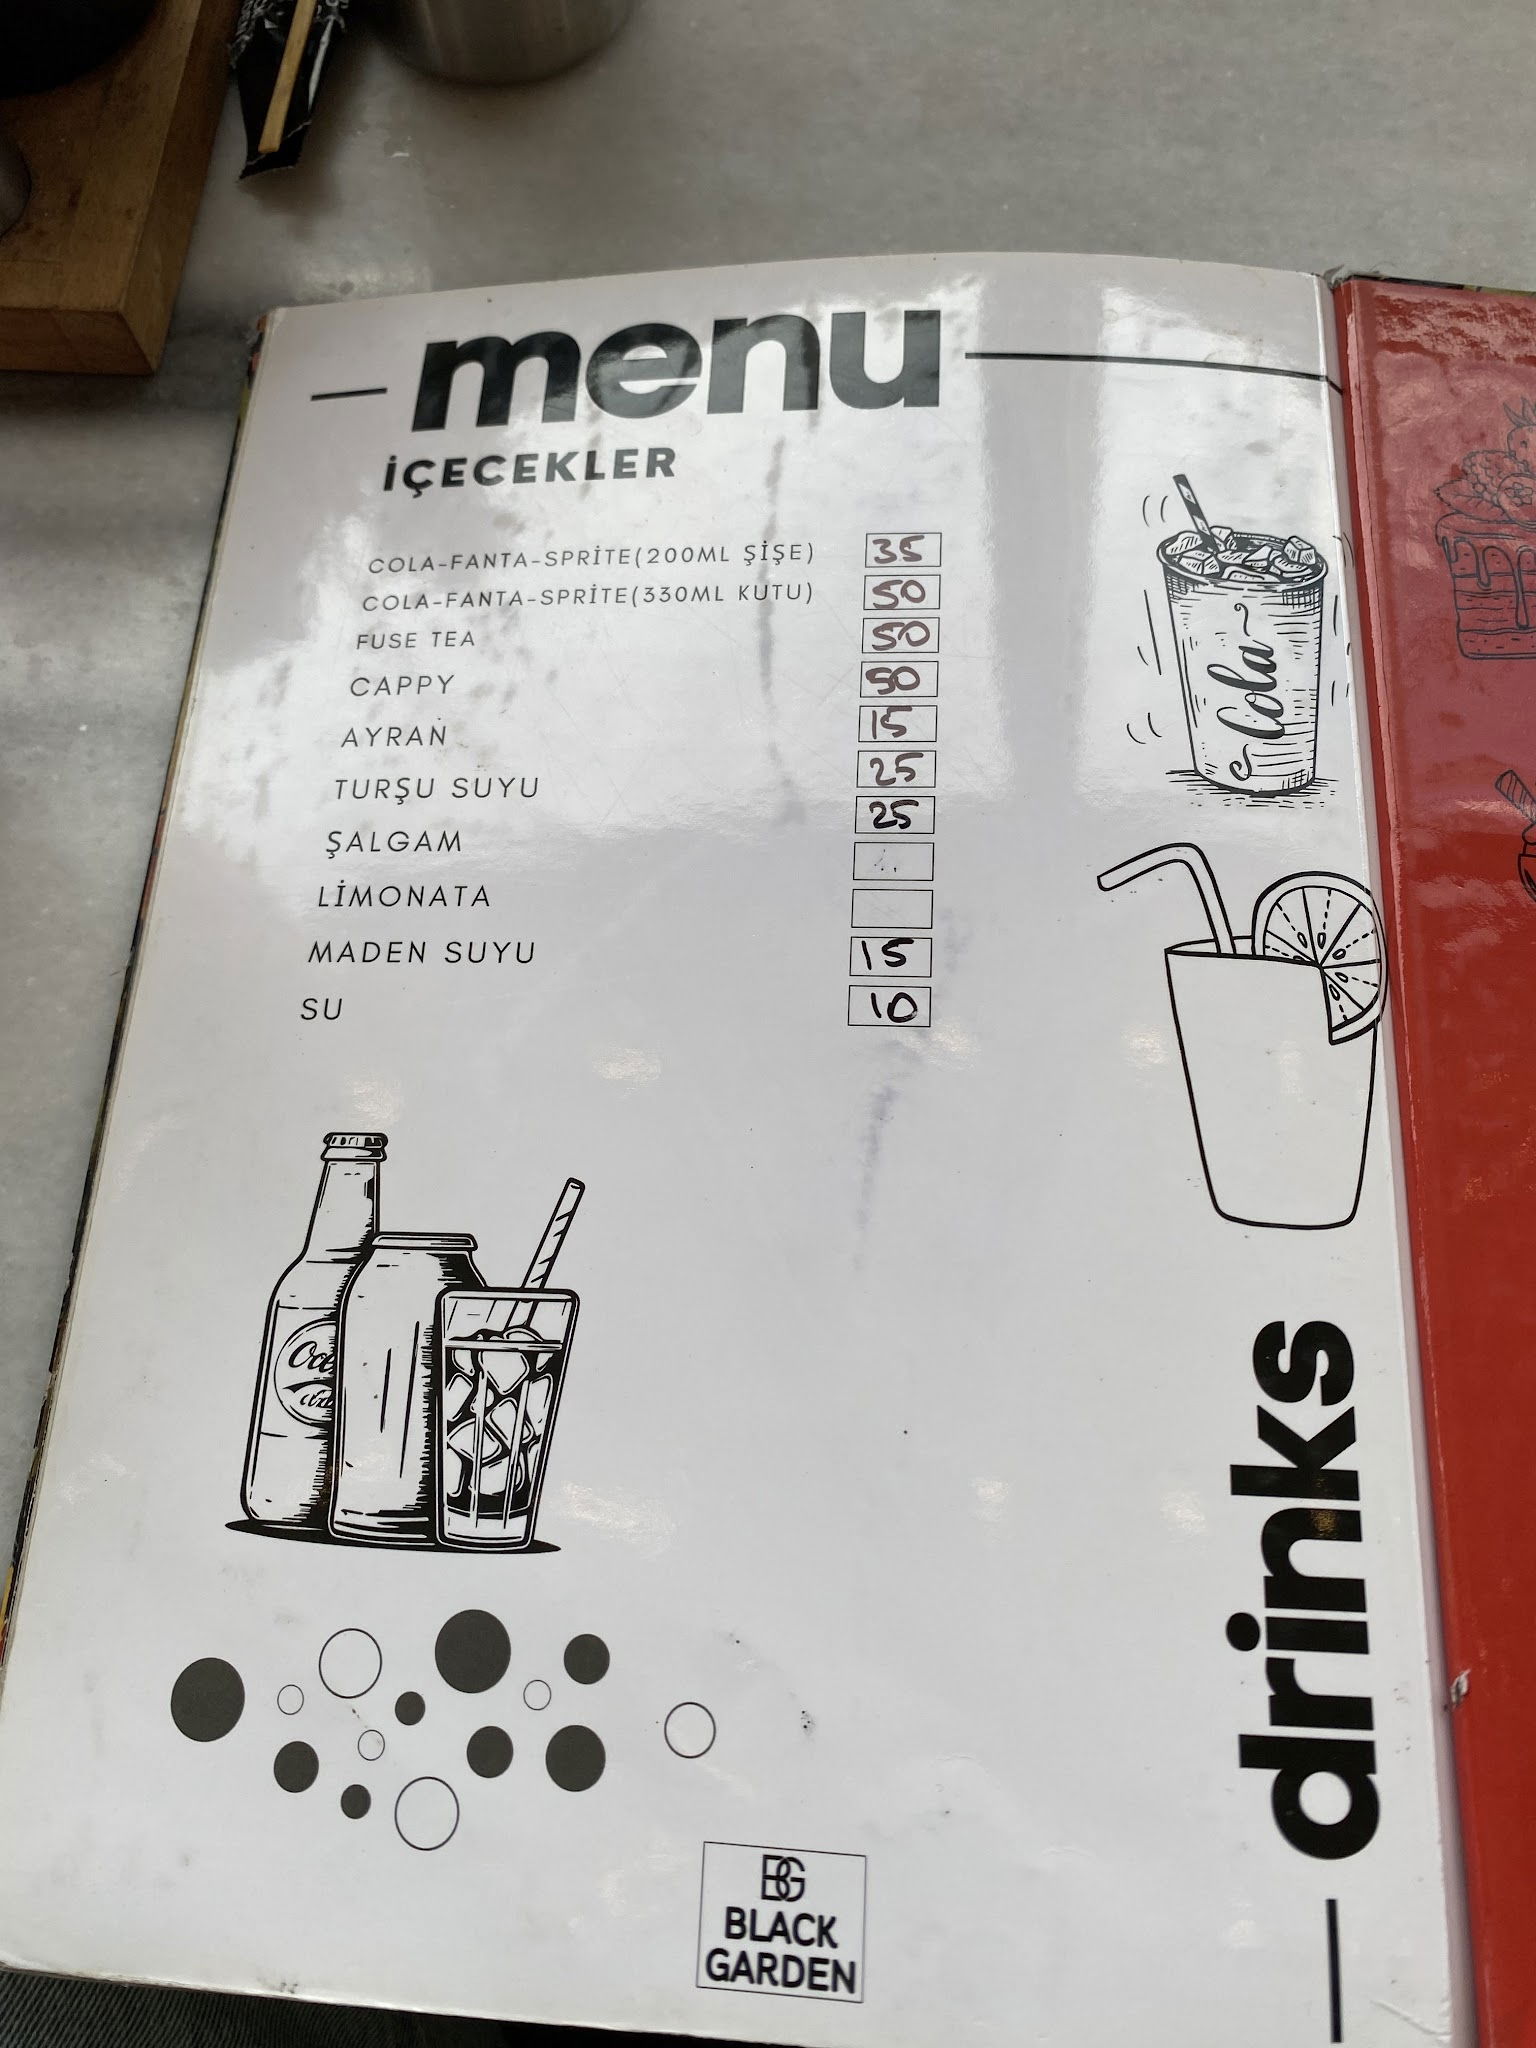 menu
İÇECEKLER
COLA-FANTA-SPRİTE(200ML ŞİŞE) 35
COLA-FANTA-SPRİTE(330ML KUTU) 50
FUSE TEA 50
CAPPY 50
AYRAN 15
TURŞU SUYU 25
ŞALGAM 25
LİMONATA
MADEN SUYU 15
SU 10
Cola
drinks
BG
BLACK
GARDEN